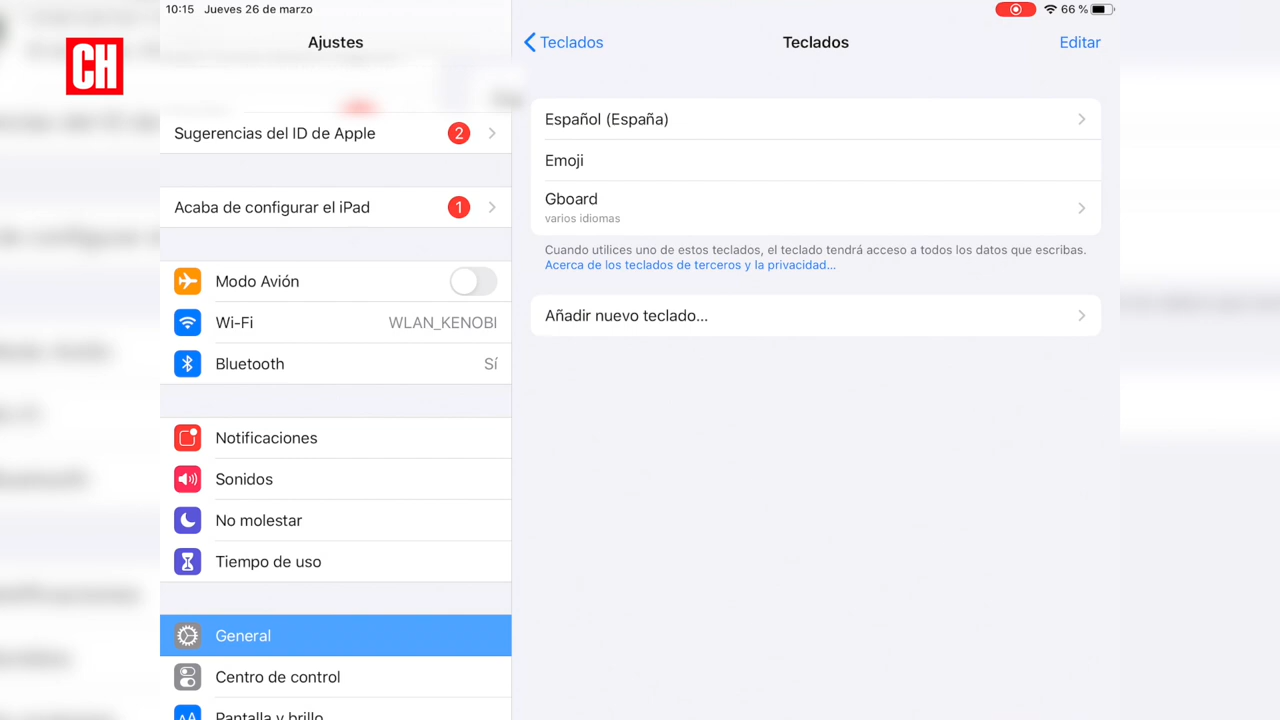 10:15 Jueves 26 de marzo
66 %
CH
Ajustes
Sugerencias del ID de Apple 2
Acaba de configurar el iPad 1
Modo Avión
Wi-Fi WLAN_KENOBI
Bluetooth Sí
Notificaciones
Sonidos
No molestar
Tiempo de uso
General
Centro de control
AA Pantalla y brillo
Teclados Teclados Editar
Español (España)
Emoji
Gboard
varios idiomas
Cuando utilices uno de estos teclados, el teclado tendrá acceso a todos los datos que escribas.
Acerca de los teclados de terceros y la privacidad...
Añadir nuevo teclado...